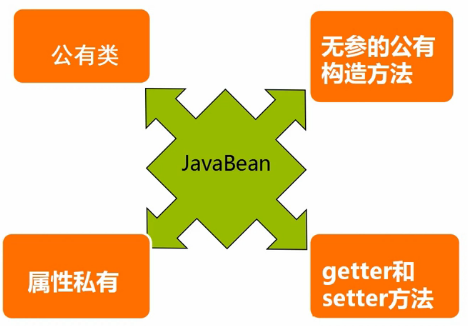 公有类
无参的公有
构造方法
JavaBean
属性私有
getter和
setter方法